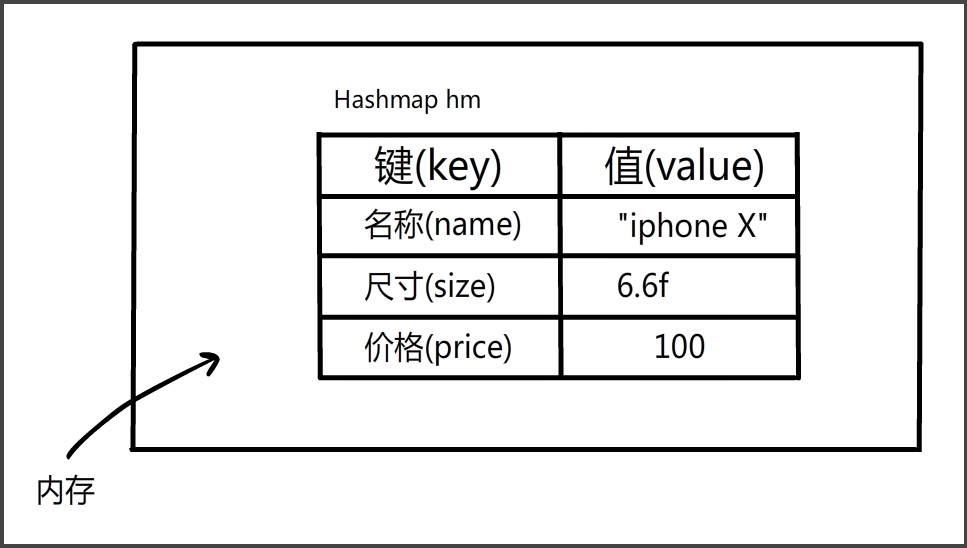 Hashmap hm
键(key) 值(value)
名称(name) "iphone X"
尺寸(size) 6.6f
价格(price) 100
内存